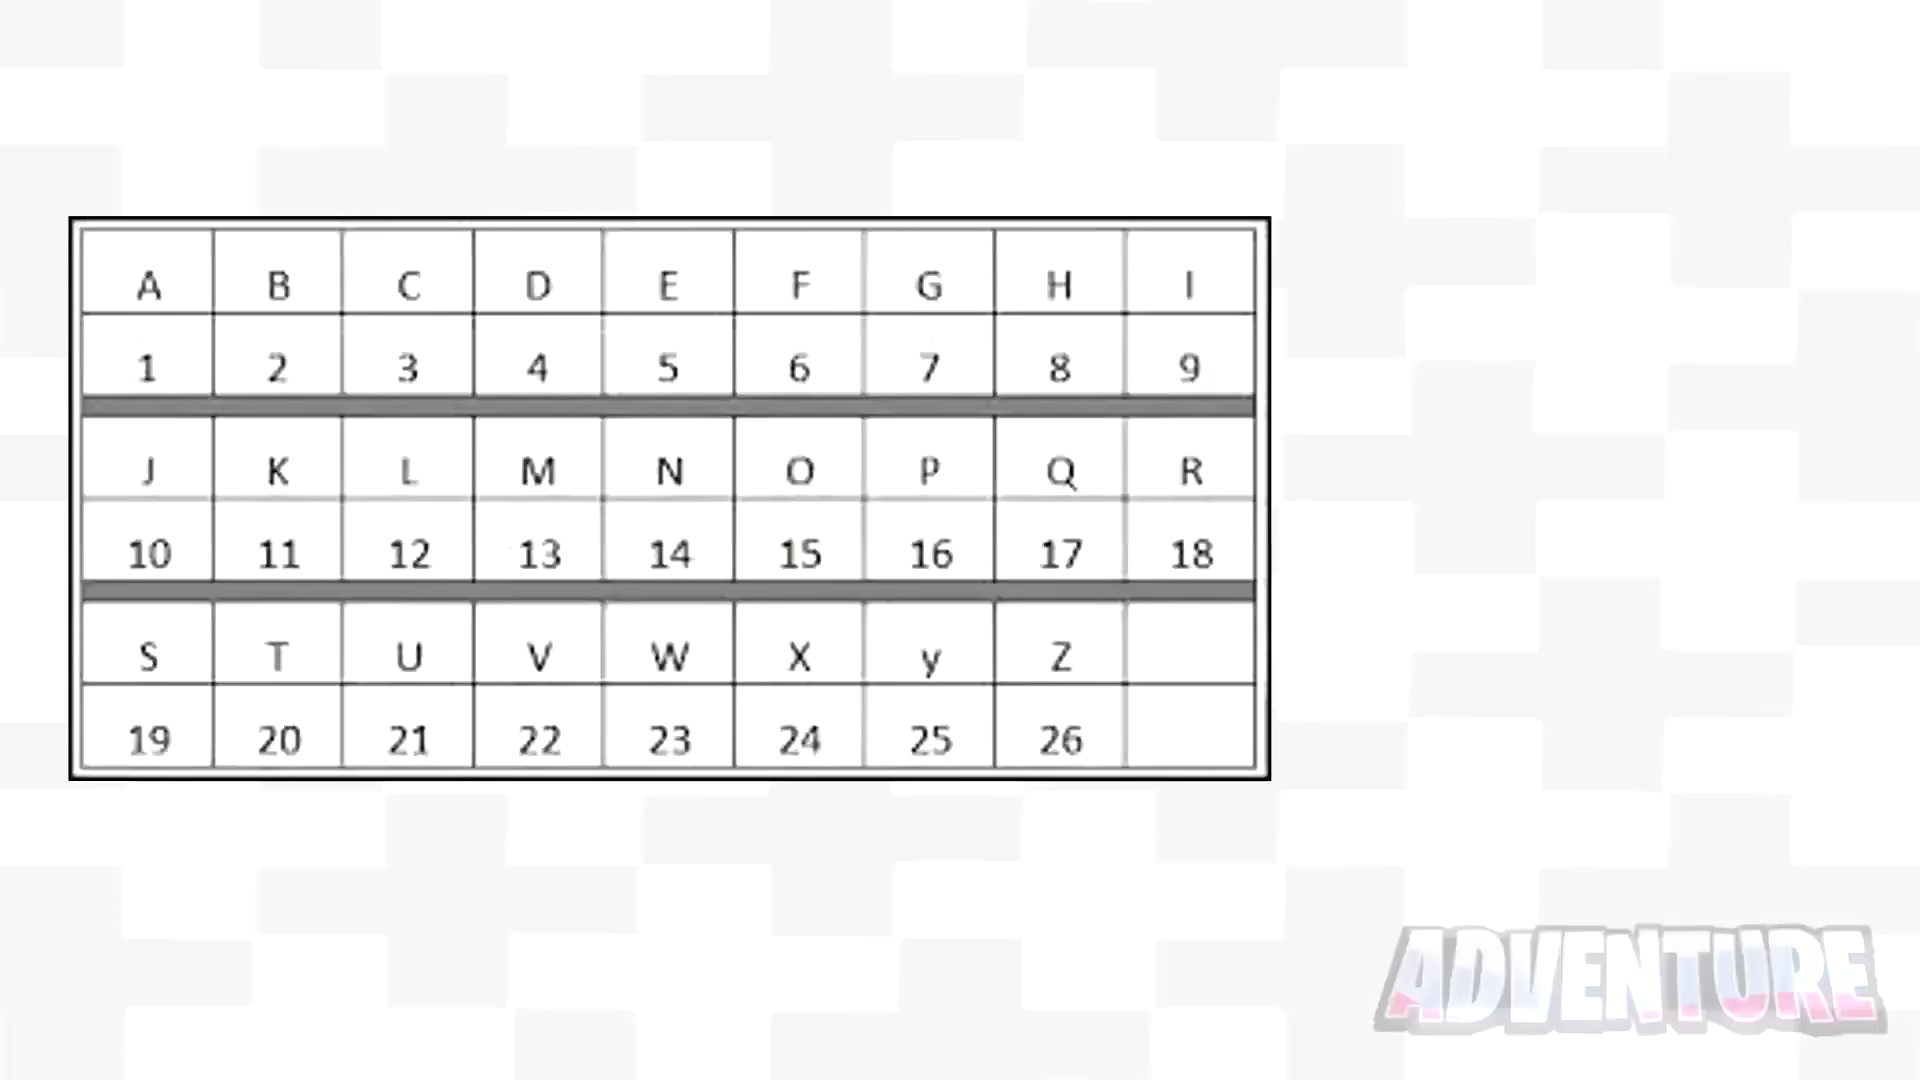 A B C D E F G H I
1 2 3 4 5 6 7 8 9
J K L M N O P Q R
10 11 12 13 14 15 16 17 18
S T U V W X y Z
19 20 21 22 23 24 25 26
ADVENTURE